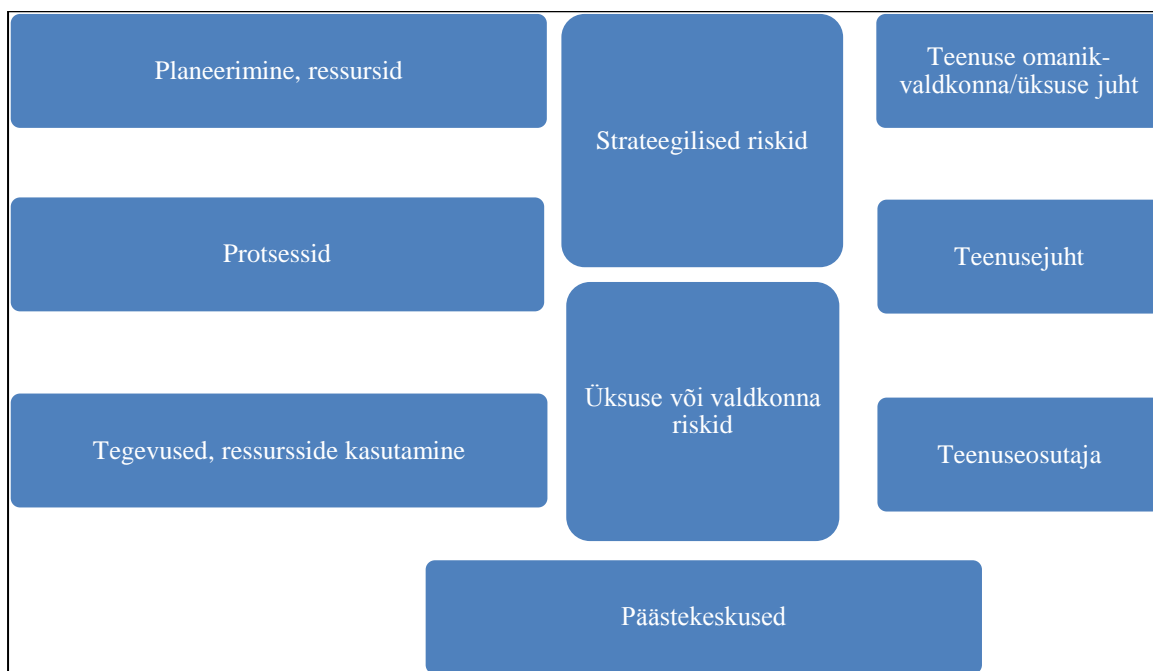 Planeerimine, ressursid
Strateegilised riskid
Teenuse omanik-
valdkonna/üksuse juht
Protsessid
Teenusejuht
Üksuse või valdkonna
riskid
Tegevused, ressursside kasutamine
Teenuseosutaja
Päästekeskused